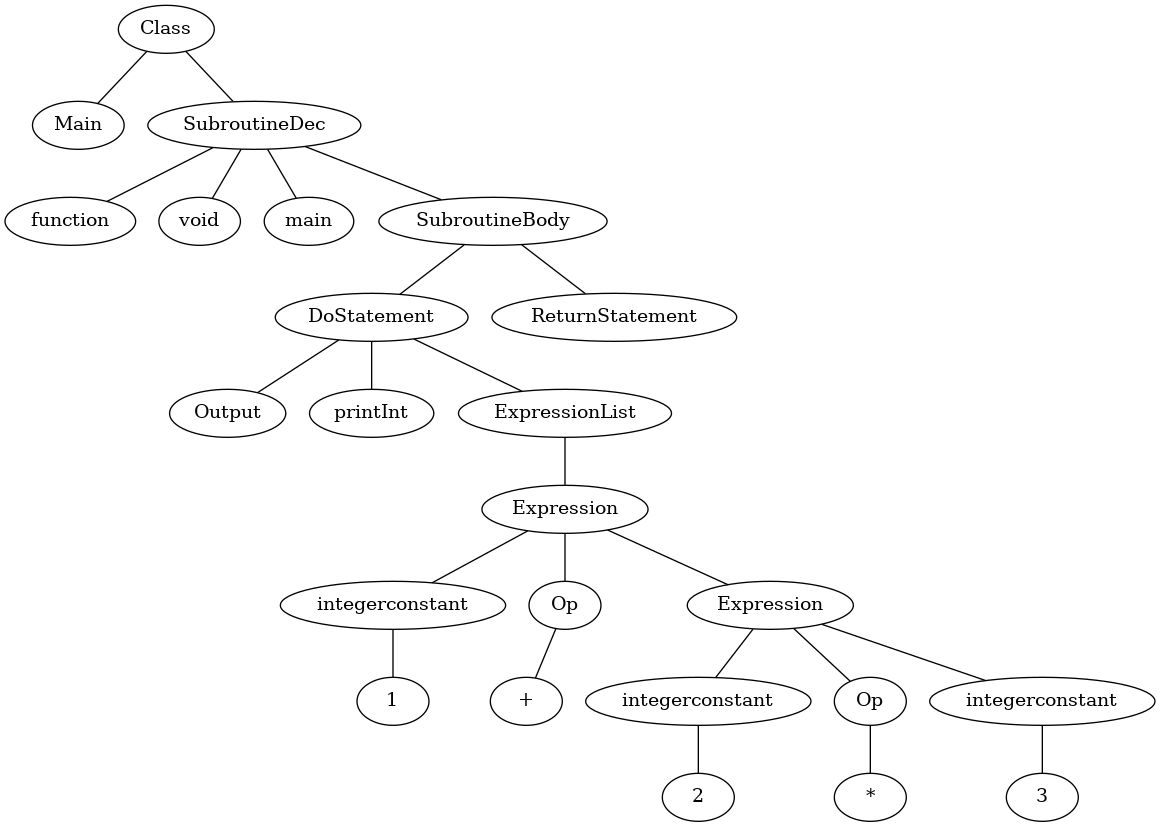 Class
Main
SubroutineDec
function
void
main
SubroutineBody
DoStatement
ReturnStatement
Output
printInt
ExpressionList
Expression
integerconstant
Op
Expression
1
+
integerconstant
Op
integerconstant
2
*
3